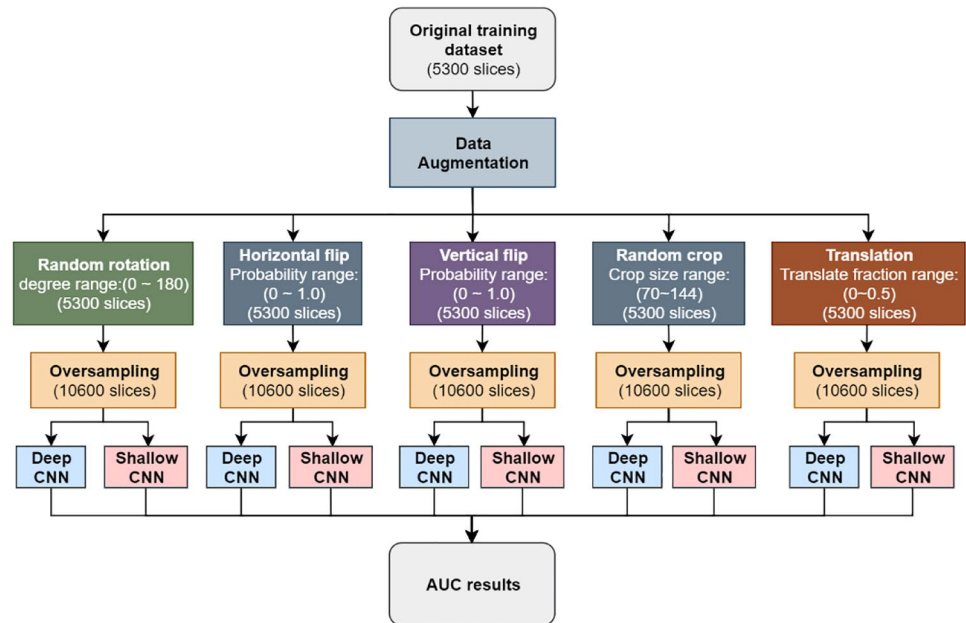 Original training
dataset
(5300 slices)
Data
Augmentation
Random rotation
degree range:(0 ~ 180)
(5300 slices)
Horizontal flip
Probability range:
(0 ~ 1.0)
(5300 slices)
Vertical flip
Probability range:
(0 ~ 1.0)
(5300 slices)
Random crop
Crop size range:
(70~144)
(5300 slices)
Translation
Translate fraction range:
(0~0.5)
(5300 slices)
Oversampling
(10600 slices)
Oversampling
(10600 slices)
Oversampling
(10600 slices)
Oversampling
(10600 slices)
Oversampling
(10600 slices)
Deep
CNN
Shallow
CNN
Deep
CNN
Shallow
CNN
Deep
CNN
Shallow
CNN
Deep
CNN
Shallow
CNN
Deep
CNN
Shallow
CNN
AUC results